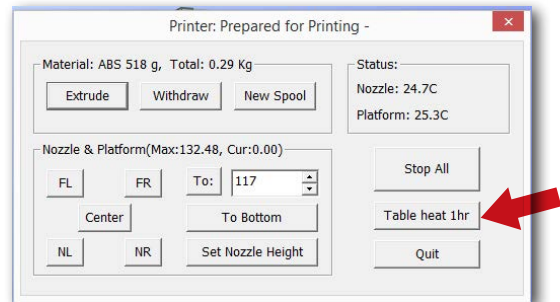 Printer: Prepared for Printing -
Material: ABS 518 g, Total: 0.29 Kg
Extrude Withdraw New Spool
Status:
Nozzle: 24.7C
Platform: 25.3C
Nozzle & Platform(Max:132.48, Cur:0.00)
FL FR To: 117
Center To Bottom
NL NR Set Nozzle Height
Stop All
Table heat 1hr
Quit